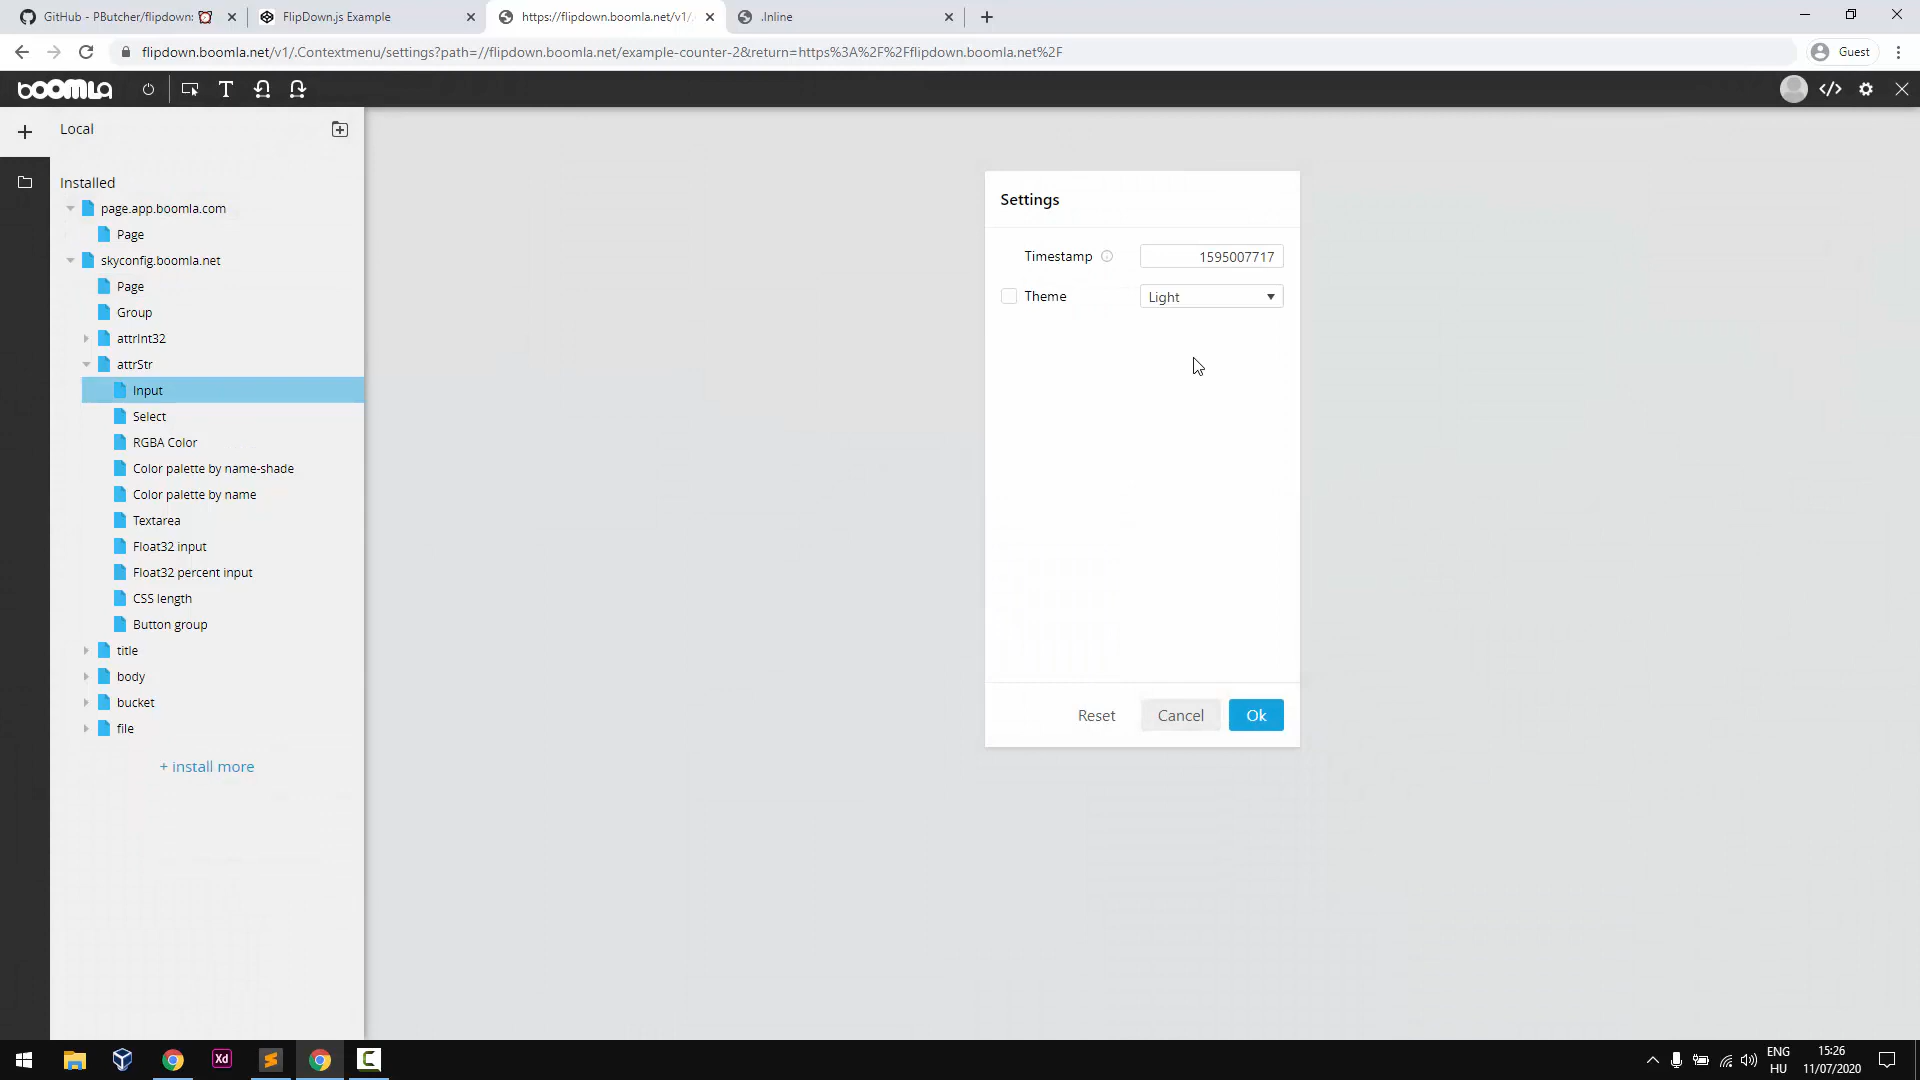 GitHub - PButcher/flipdown:
FlipDown.js Example
https://flipdown.boomla.net/v1/.
.Inline
flipdown.boomla.net/v1/.Contextmenu/settings?path=//flipdown.boomla.net/example-counter-2&return=https%3A%2F%2Fflipdown.boomla.net%2F
Guest
boomla
Local
Installed
page.app.boomla.com
Page
skyconfig.boomla.net
Page
Group
attrInt32
attrStr
Input
Select
RGBA Color
Color palette by name-shade
Color palette by name
Textarea
Float32 input
Float32 percent input
CSS length
Button group
title
body
bucket
file
+ install more
Settings
Timestamp
1595007717
Theme
Light
Reset
Cancel
Ok
Xd
ENG
HU
15:26
11/07/2020